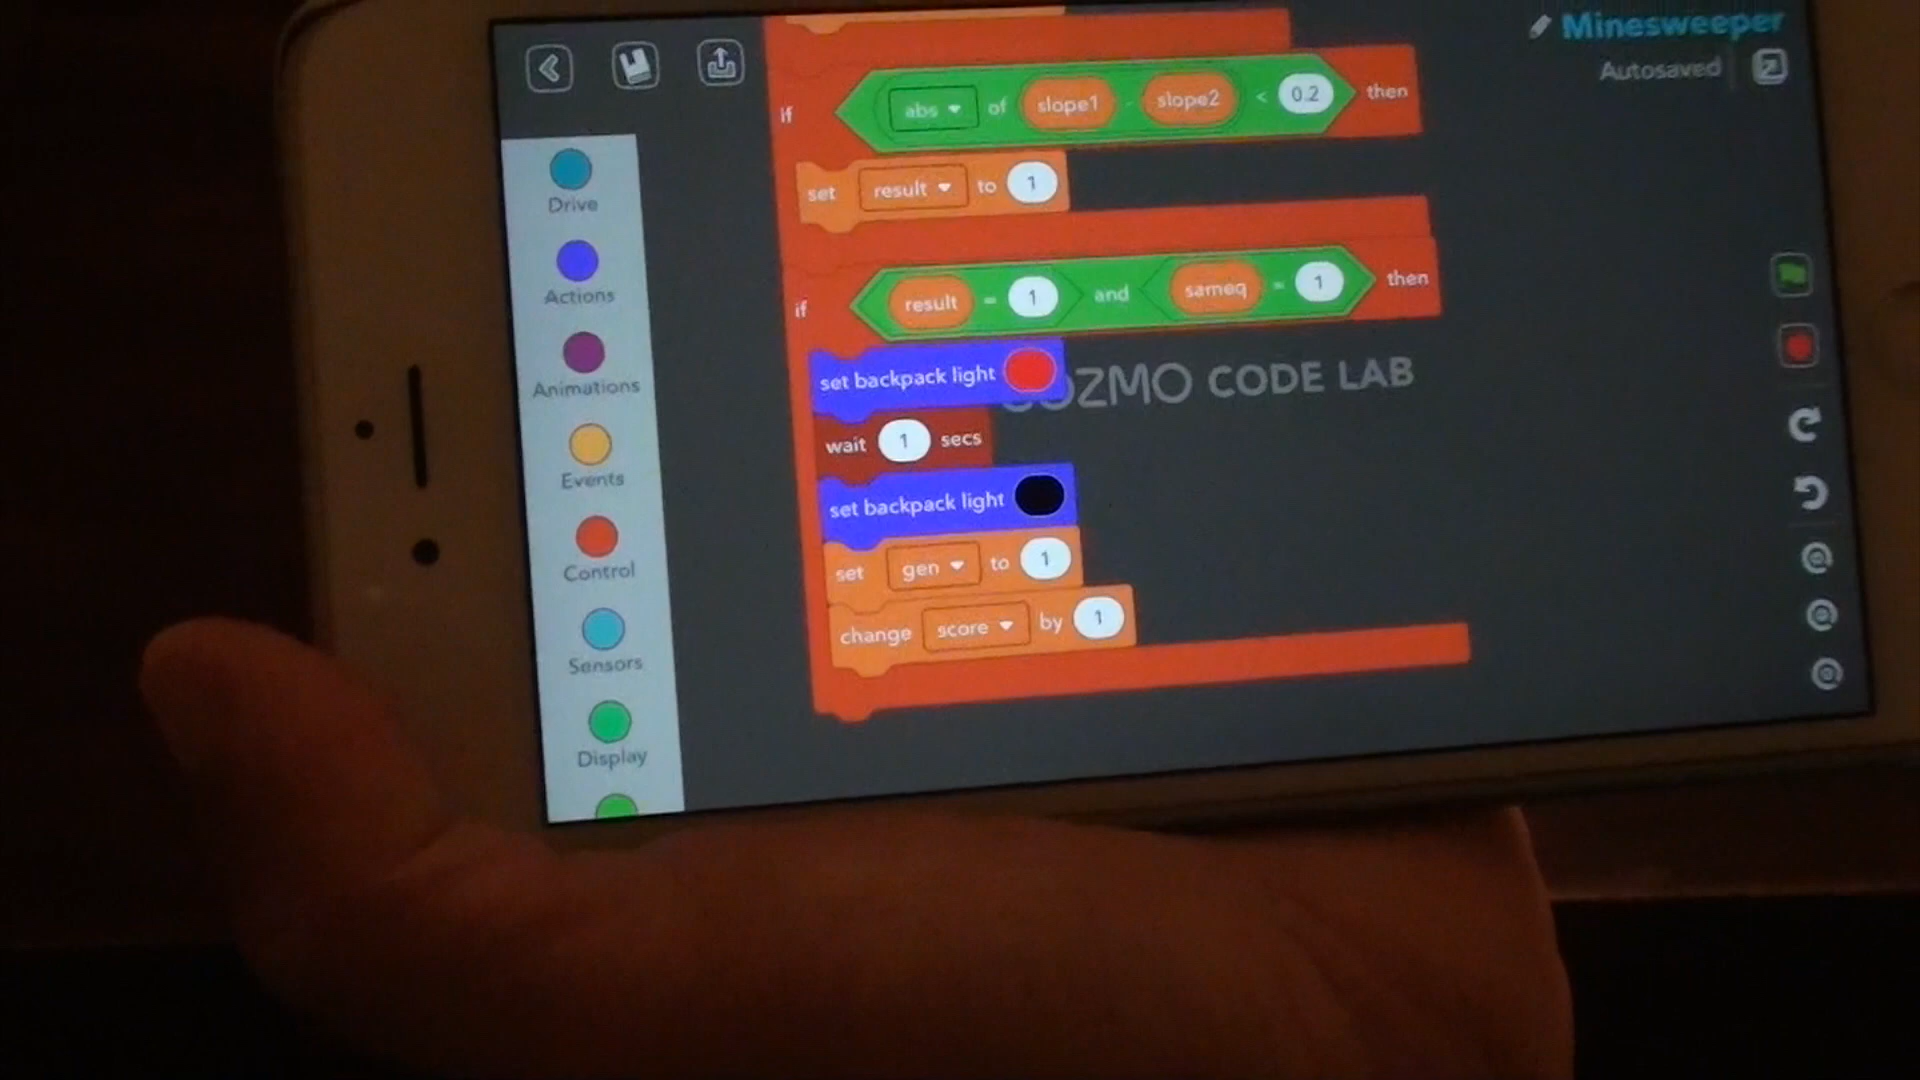 Minesweeper
Autosaved
if abs of slope1 - slope2 < 0.2 then
set result to 1
if result = 1 and sameq = 1 then
set backpack light
wait 1 secs
set backpack light
set gen to 1
change score by 1
COZMO CODE LAB
Drive
Actions
Animations
Events
Control
Sensors
Display